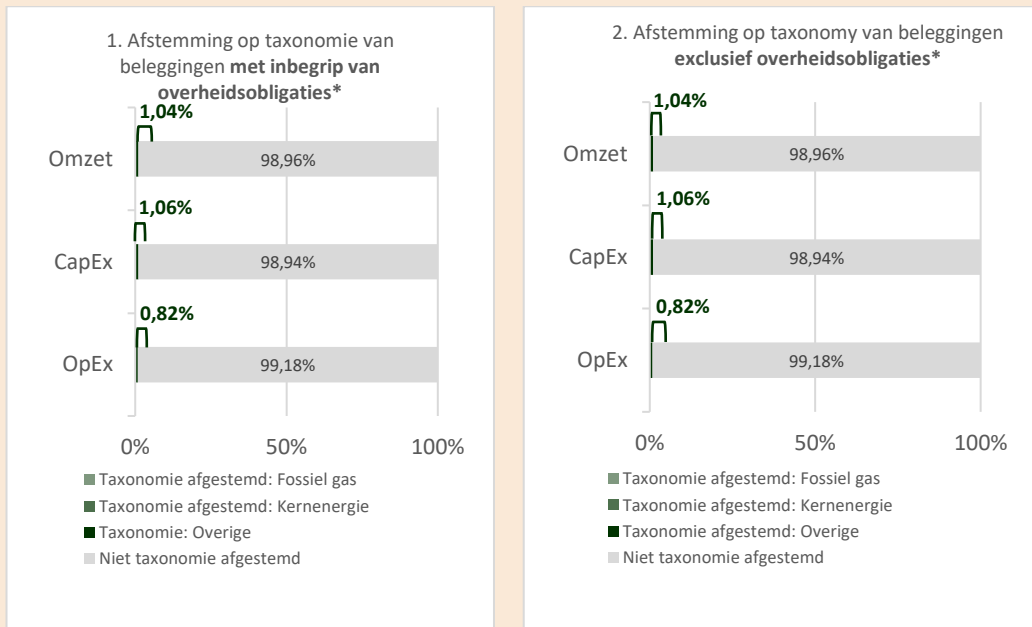 1. Afstemming op taxonomie van
beleggingen met inbegrip van
overheidsobligaties*
1,04%
Omzet
98,96%
1,06%
CapEx
98,94%
0,82%
OpEx
99,18%
0%
50%
100%
Taxonomie afgestemd: Fossiel gas
Taxonomie afgestemd: Kernenergie
Taxonomie: Overige
Niet taxonomie afgestemd
2. Afstemming op taxonomy van beleggingen
exclusief overheidsobligaties*
1,04%
Omzet
98,96%
1,06%
CapEx
98,94%
0,82%
OpEx
99,18%
0%
50%
100%
Taxonomie afgestemd: Fossiel gas
Taxonomie afgestemd: Kernenergie
Taxonomie afgestemd: Overige
Niet taxonomie afgestemd